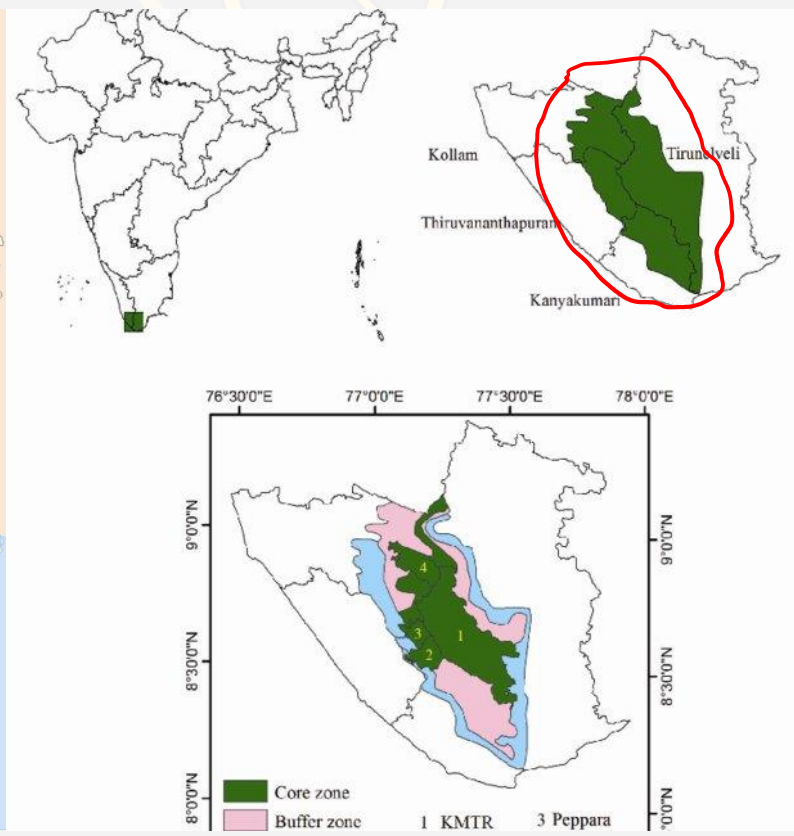 Kollam
Tirunelveli
Thiruvananthapuran
Kanyakumari
76°30'0"E 77°0'0"E 77°30'0"E 78°0'0"E
9°0'0"N 9°0'0"N
4
3 1
2
8°30'0"N 8°30'0"N
8°0'0"N 8°0'0"N
Core zone
Buffer zone 1 KMTR 3 Peppara